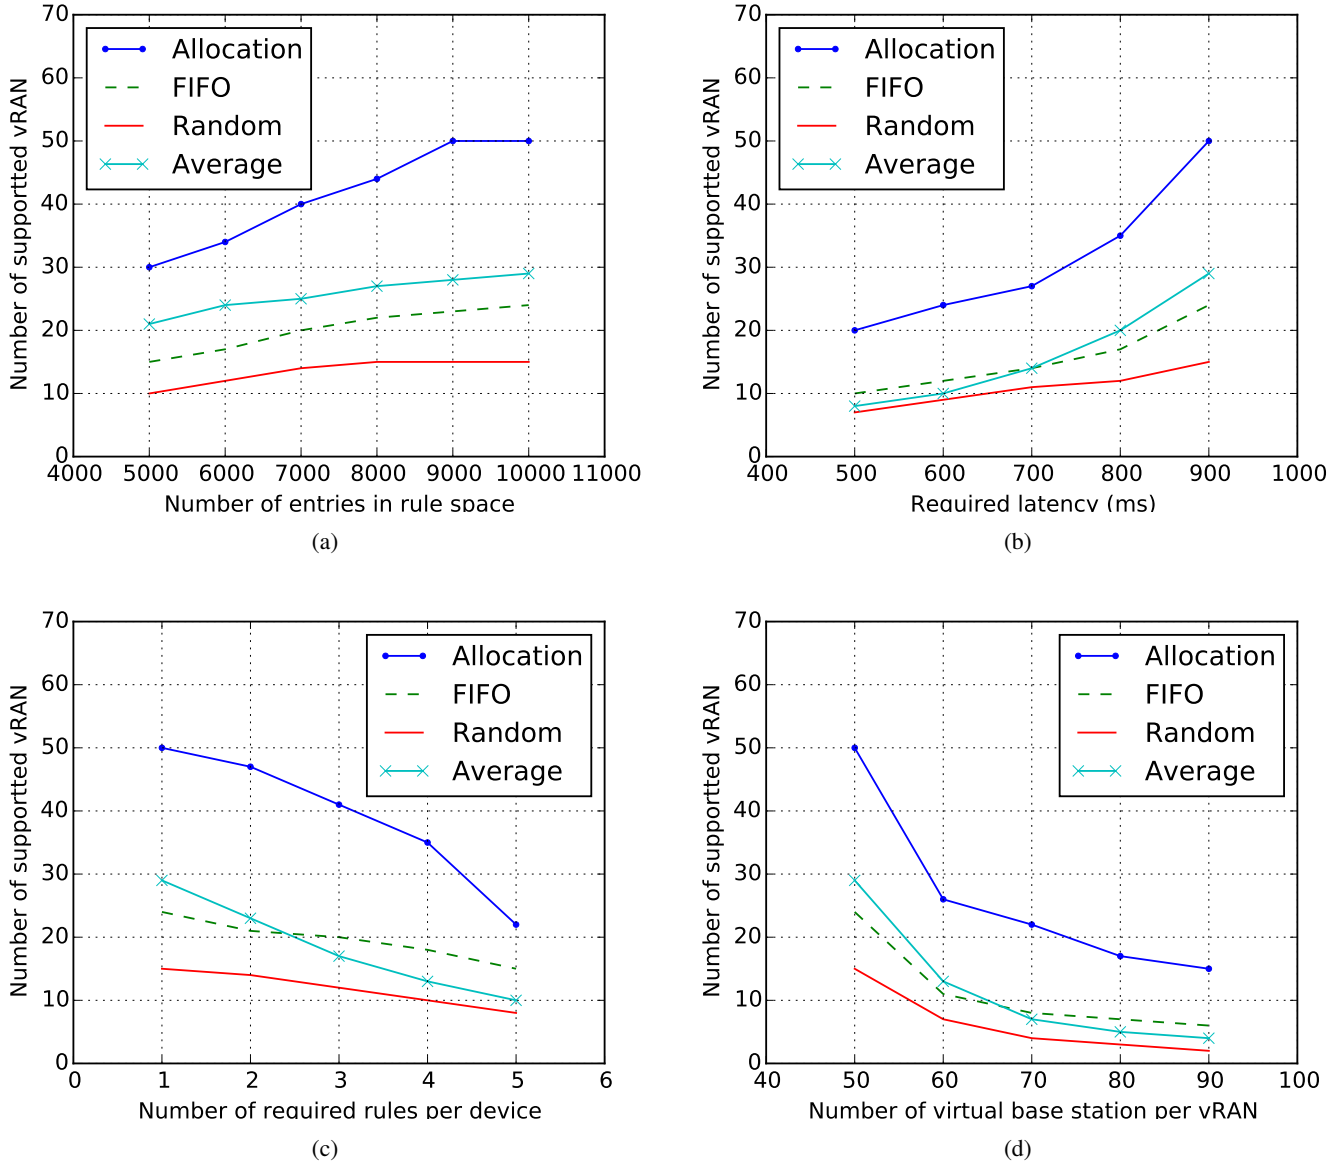 Number of supportted vRAN
70
60
50
40
30
20
10
0
Allocation
FIFO
Random
Average
4000 5000 6000 7000 8000 9000 10000 11000
Number of entries in rule space
(a)
Number of supportted vRAN
70
60
50
40
30
20
10
0
Allocation
FIFO
Random
Average
400 500 600 700 800 900 1000
Required latency (ms)
(b)
Number of supportted vRAN
70
60
50
40
30
20
10
0
Allocation
FIFO
Random
Average
0 1 2 3 4 5 6
Number of required rules per device
(c)
Number of supportted vRAN
70
60
50
40
30
20
10
0
Allocation
FIFO
Random
Average
40 50 60 70 80 90 100
Number of virtual base station per vRAN
(d)